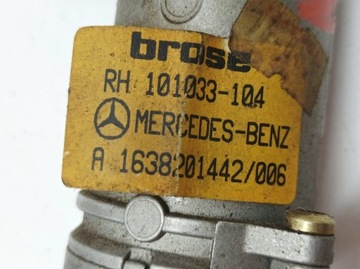 brose
RH 101033-104
MERCEDES-BENZ
A 1638201442/006